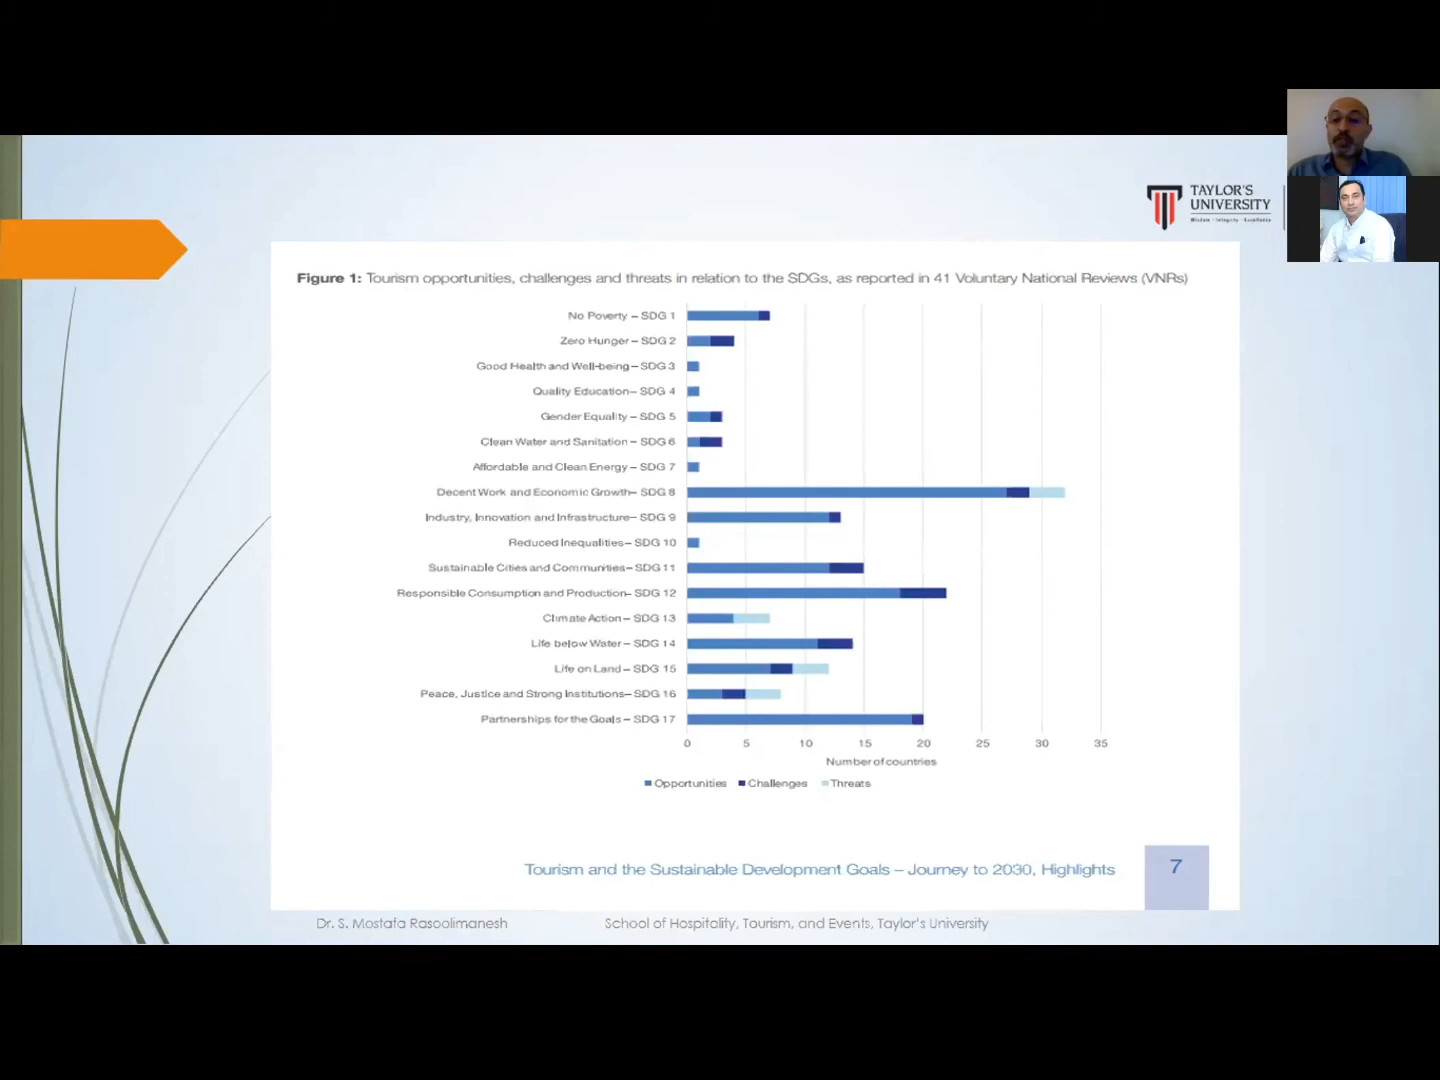 TAYLOR'S
UNIVERSITY
Wisdom · Integrity · Excellence
Figure 1: Tourism opportunities, challenges and threats in relation to the SDGs, as reported in 41 Voluntary National Reviews (VNRs)
No Poverty – SDG 1
Zero Hunger – SDG 2
Good Health and Well-being – SDG 3
Quality Education– SDG 4
Gender Equality – SDG 5
Clean Water and Sanitation – SDG 6
Affordable and Clean Energy – SDG 7
Decent Work and Economic Growth– SDG 8
Industry, Innovation and Infrastructure– SDG 9
Reduced Inequalities– SDG 10
Sustainable Cities and Communities– SDG 11
Responsible Consumption and Production– SDG 12
Climate Action – SDG 13
Life below Water – SDG 14
Life on Land – SDG 15
Peace, Justice and Strong Institutions– SDG 16
Partnerships for the Goals – SDG 17
0 5 10 15 20 25 30 35
Number of countries
Opportunities Challenges Threats
Tourism and the Sustainable Development Goals – Journey to 2030, Highlights 7
Dr. S. Mostafa Rasoolimanesh School of Hospitality, Tourism, and Events, Taylor's University